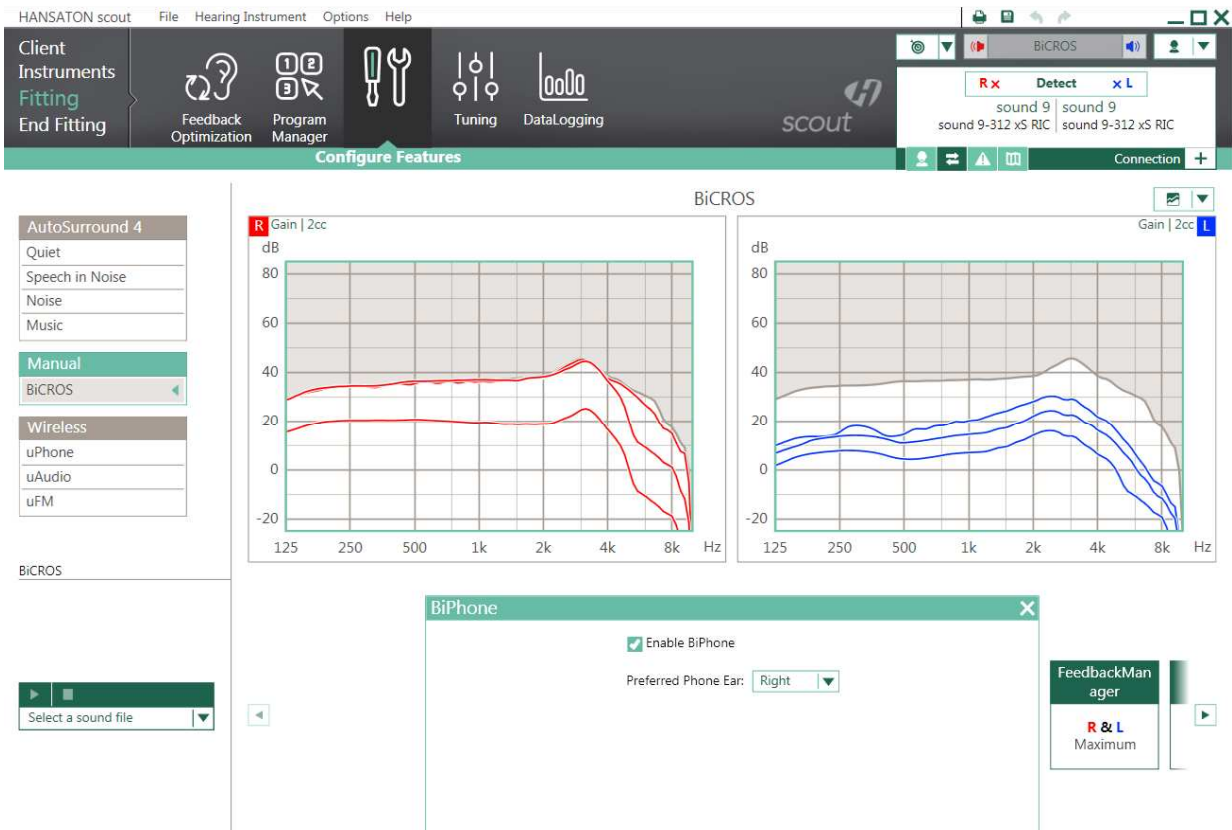 HANSATON scout File Hearing Instrument Options Help
Client
Instruments
Fitting
End Fitting
Feedback
Optimization
1 2
3
Program
Manager
Tuning
DataLogging
scout
BiCROS
R x Detect x L
sound 9 sound 9
sound 9-312 xS RIC sound 9-312 xS RIC
Configure Features
Connection +
BiCROS
AutoSurround 4
Quiet
Speech in Noise
Noise
Music
Manual
BiCROS
Wireless
uPhone
uAudio
uFM
BiCROS
Select a sound file
R Gain | 2cc
dB
80
60
40
20
0
-20
125 250 500 1k 2k 4k 8k Hz
Gain | 2cc L
dB
80
60
40
20
0
-20
125 250 500 1k 2k 4k 8k Hz
BiPhone
Enable BiPhone
Preferred Phone Ear: Right
FeedbackMan
ager
R & L
Maximum